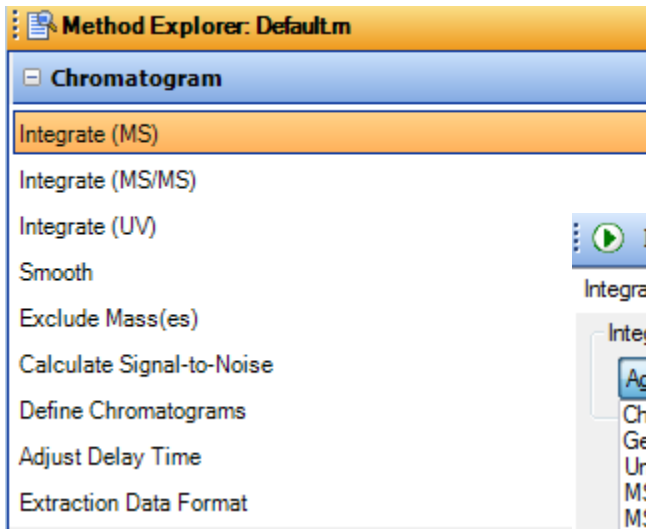 Method Explorer: Default.m
Chromatogram
Integrate (MS)
Integrate (MS/MS)
Integrate (UV)
Smooth
Exclude Mass(es)
Calculate Signal-to-Noise
Define Chromatograms
Adjust Delay Time
Extraction Data Format